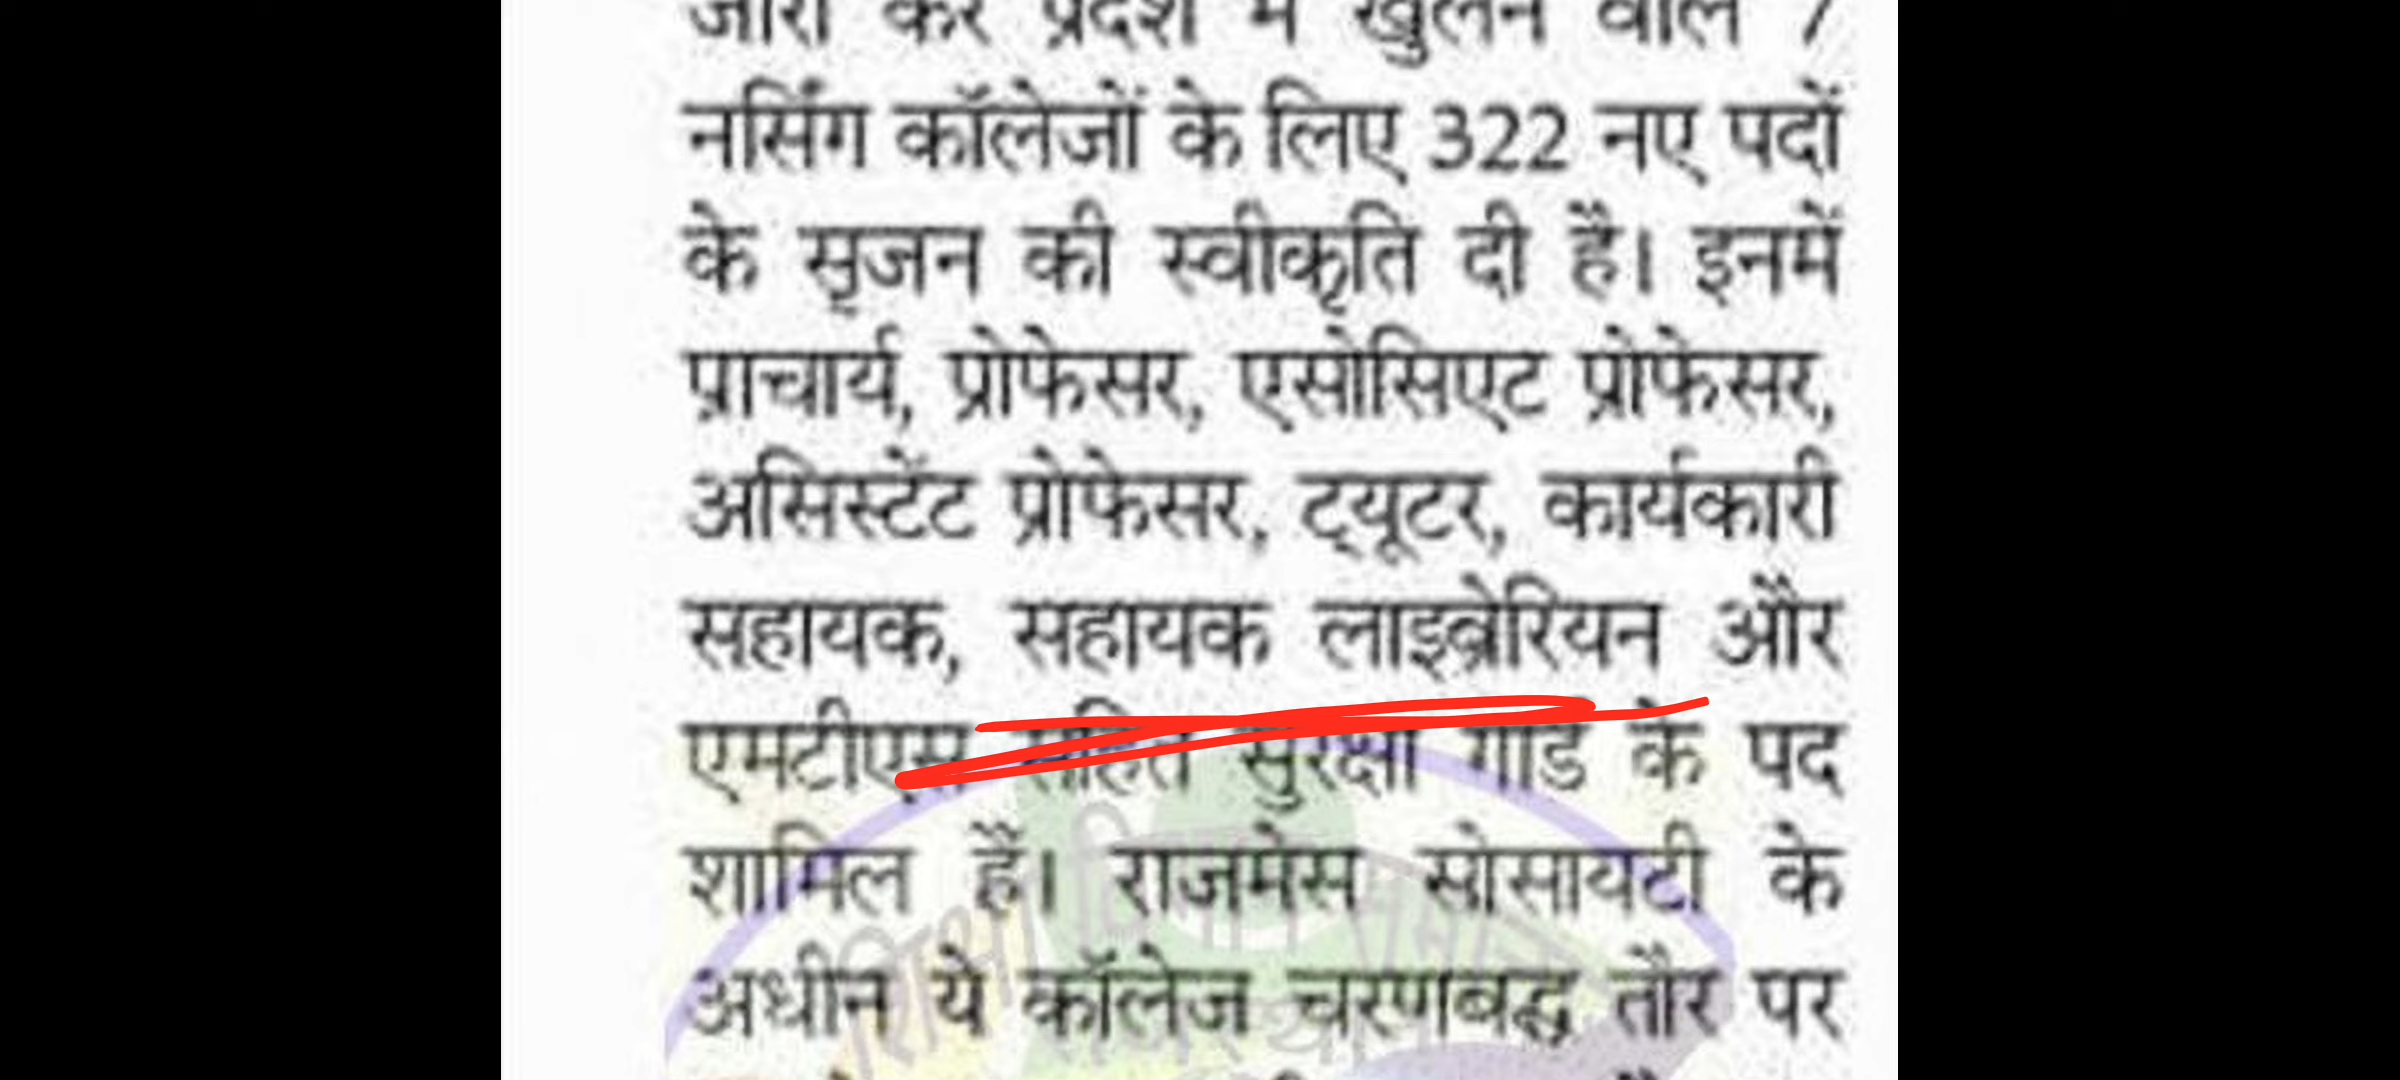 जारी कर प्रदेश में खुलने वाले 7
नर्सिंग कॉलेजों के लिए 322 नए पदों
के सृजन की स्वीकृति दी है। इनमें
प्राचार्य, प्रोफेसर, एसोसिएट प्रोफेसर,
असिस्टेंट प्रोफेसर, ट्यूटर, कार्यकारी
सहायक, सहायक लाइब्रेरियन और
एमटीएस सहित सुरक्षा गार्ड के पद
शामिल हैं। राजमेस सोसायटी के
अधीन ये कॉलेज चरणबद्ध तौर पर